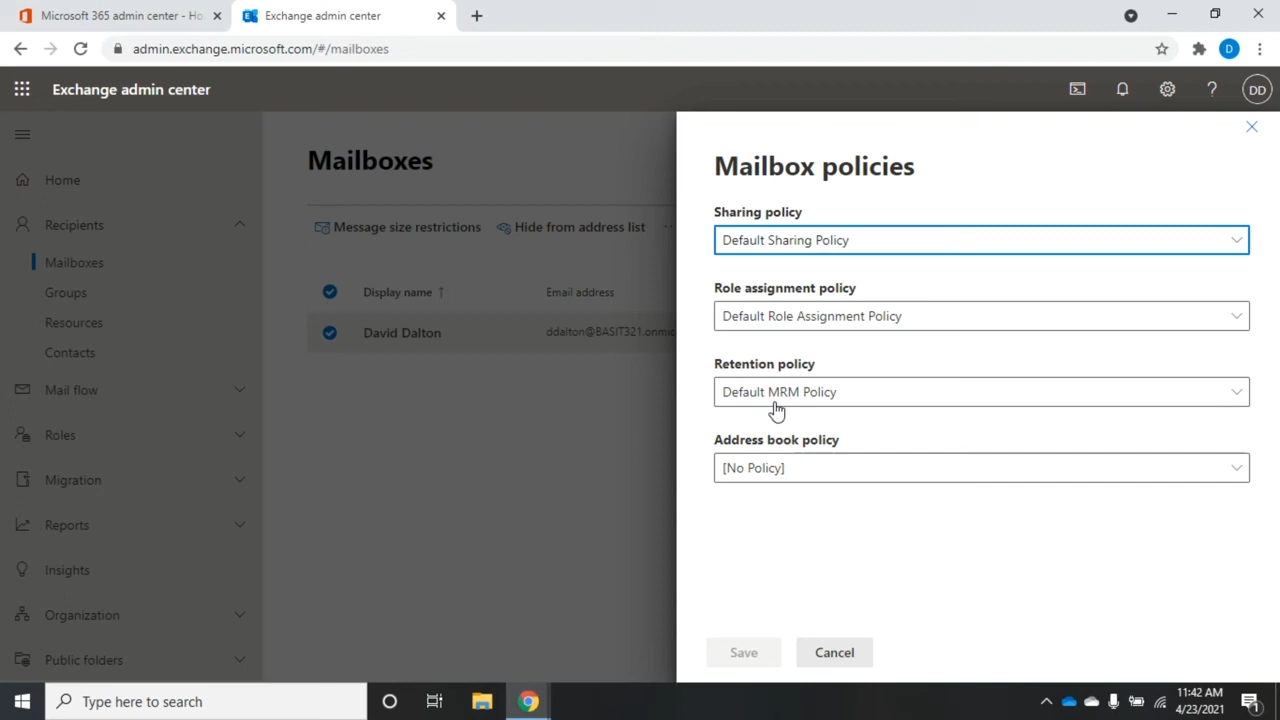 Microsoft 365 admin center - Ho
Exchange admin center
admin.exchange.microsoft.com/#/mailboxes
D
Exchange admin center
?
DD
Home
Recipients
Mailboxes
Groups
Resources
Contacts
Mail flow
Roles
Migration
Reports
Insights
Organization
Public folders
Mailboxes
Message size restrictions
Hide from address list
Display name ↑
Email address
David Dalton
ddalton@BASIT321.onmic
Mailbox policies
Sharing policy
Default Sharing Policy
Role assignment policy
Default Role Assignment Policy
Retention policy
Default MRM Policy
Address book policy
[No Policy]
Save
Cancel
Type here to search
11:42 AM
4/23/2021
1